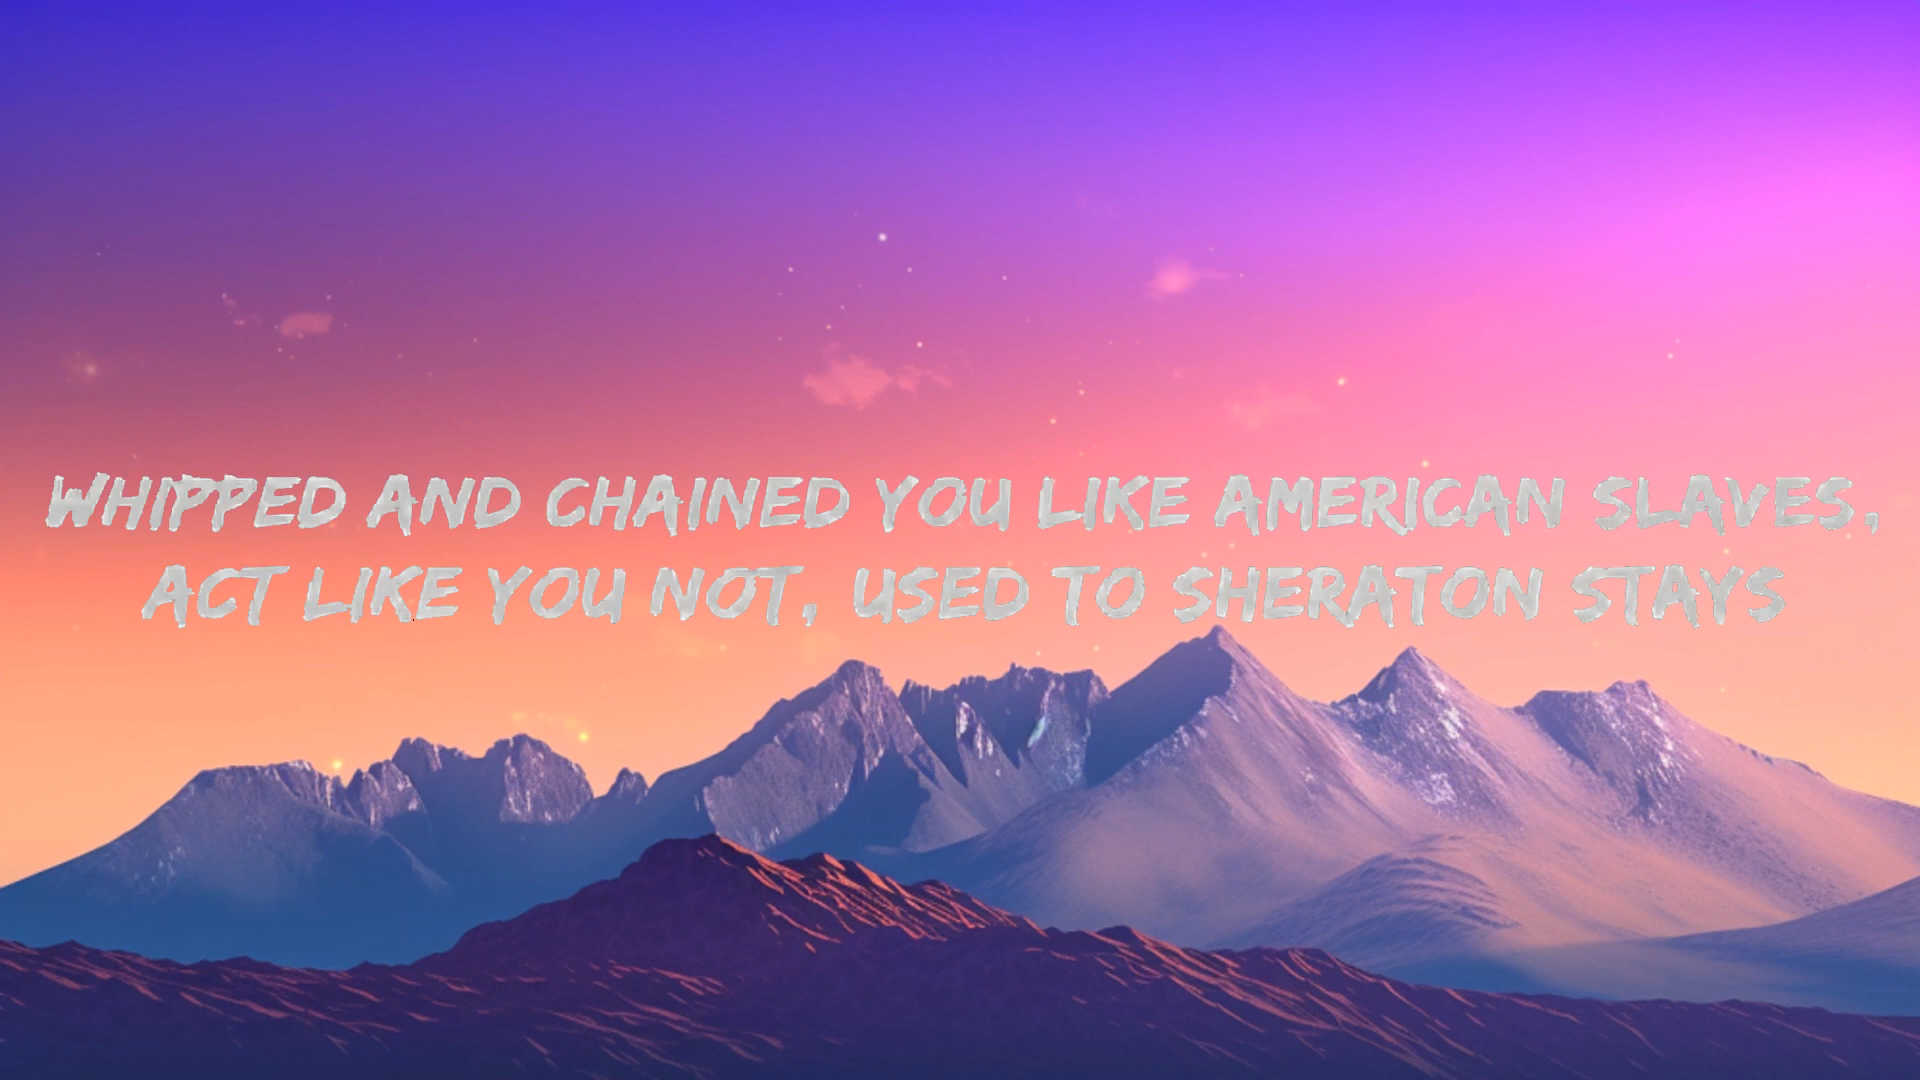 WHIPPED AND CHAINED YOU LIKE AMERICAN SLAVES,
ACT LIKE YOU NOT, USED TO SHERATON STAYS